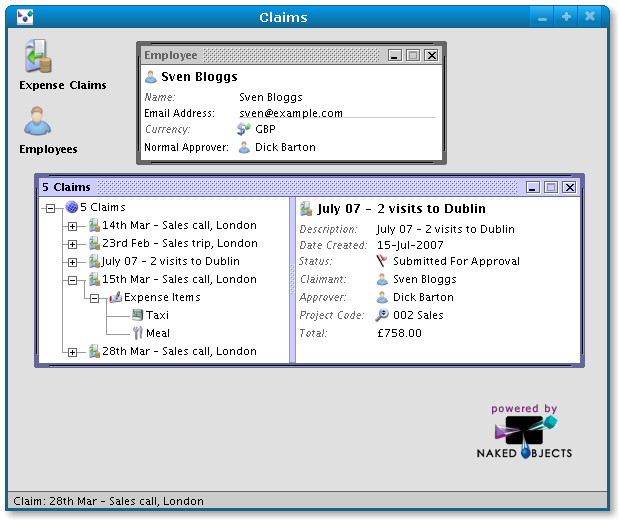 Claims
Expense Claims
Employees
Employee
Sven Bloggs
Name: Sven Bloggs
Email Address: sven@example.com
Currency: GBP
Normal Approver: Dick Barton
5 Claims
5 Claims
14th Mar - Sales call, London
23rd Feb - Sales trip, London
July 07 - 2 visits to Dublin
15th Mar - Sales call, London
Expense Items
Taxi
Meal
28th Mar - Sales call, London
July 07 - 2 visits to Dublin
Description: July 07 - 2 visits to Dublin
Date Created: 15-Jul-2007
Status: Submitted For Approval
Claimant: Sven Bloggs
Approver: Dick Barton
Project Code: 002 Sales
Total: £758.00
powered by
NAKED OBJECTS
Claim: 28th Mar - Sales call, London